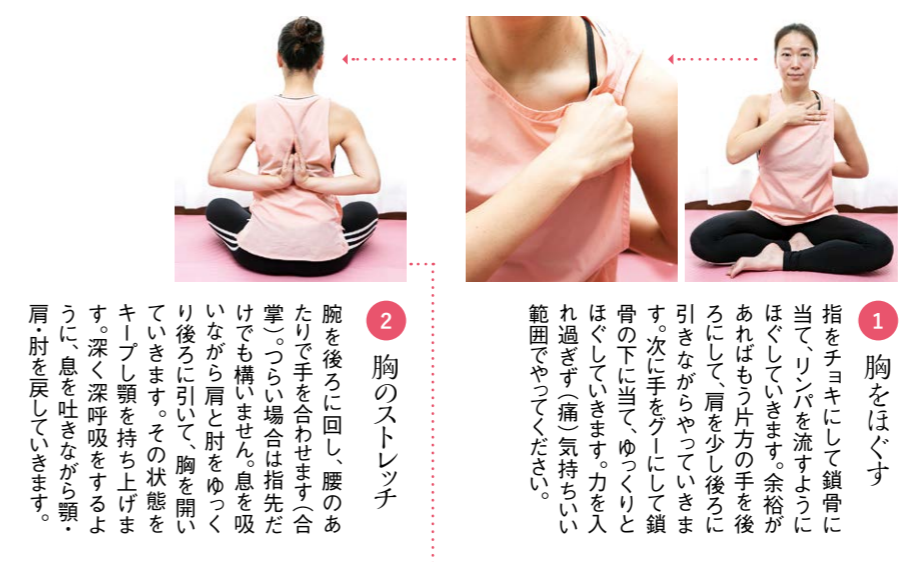 1 胸をほぐす
指をチョキにして鎖骨に
当て、リンパを流すように
ほぐしていきます。余裕が
あればもう片方の手を後
ろにして、肩を少し後ろに
引きながらやっていきま
す。次に手をグーにして鎖
骨の下に当て、ゆっくりと
ほぐしていきます。力を入
れ過ぎず(痛)気持ちいい
範囲でやってください。
2 胸のストレッチ
腕を後ろに回し、腰のあ
たりで手を合わせます(合
掌)。つらい場合は指先だ
けでも構いません。息を吸
いながら肩と肘をゆっく
り後ろに引いて、胸を開い
ていきます。その状態を
キープし顎を持ち上げま
す。深く深呼吸をするよ
うに、息を吐きながら顎・
肩・肘を戻していきます。